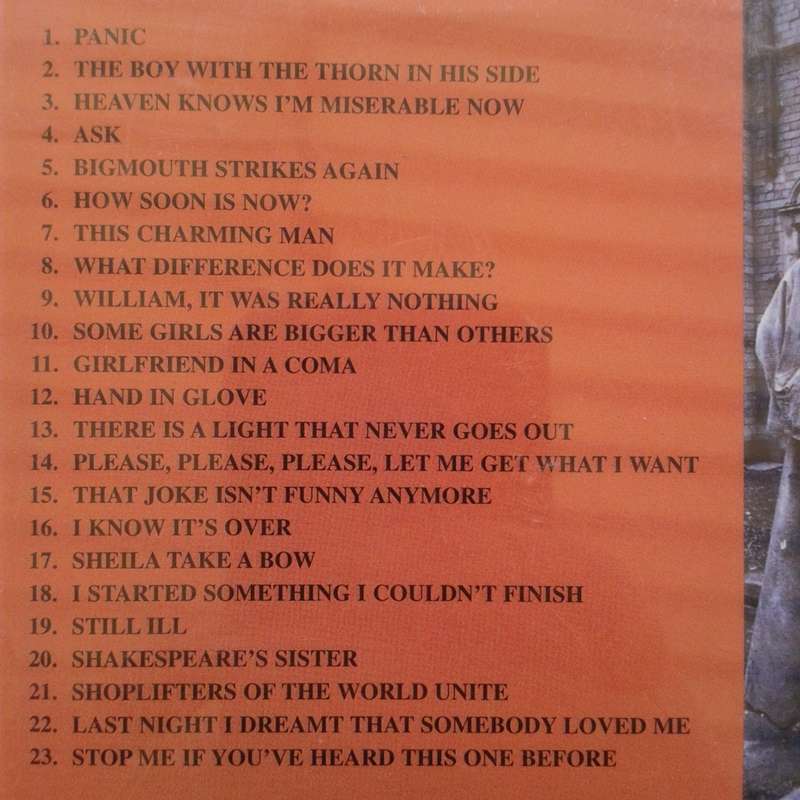 1. PANIC
2. THE BOY WITH THE THORN IN HIS SIDE
3. HEAVEN KNOWS I'M MISERABLE NOW
4. ASK
5. BIGMOUTH STRIKES AGAIN
6. HOW SOON IS NOW?
7. THIS CHARMING MAN
8. WHAT DIFFERENCE DOES IT MAKE?
9. WILLIAM, IT WAS REALLY NOTHING
10. SOME GIRLS ARE BIGGER THAN OTHERS
11. GIRLFRIEND IN A COMA
12. HAND IN GLOVE
13. THERE IS A LIGHT THAT NEVER GOES OUT
14. PLEASE, PLEASE, PLEASE, LET ME GET WHAT I WANT
15. THAT JOKE ISN'T FUNNY ANYMORE
16. I KNOW IT'S OVER
17. SHEILA TAKE A BOW
18. I STARTED SOMETHING I COULDN'T FINISH
19. STILL ILL
20. SHAKESPEARE'S SISTER
21. SHOPLIFTERS OF THE WORLD UNITE
22. LAST NIGHT I DREAMT THAT SOMEBODY LOVED ME
23. STOP ME IF YOU'VE HEARD THIS ONE BEFORE